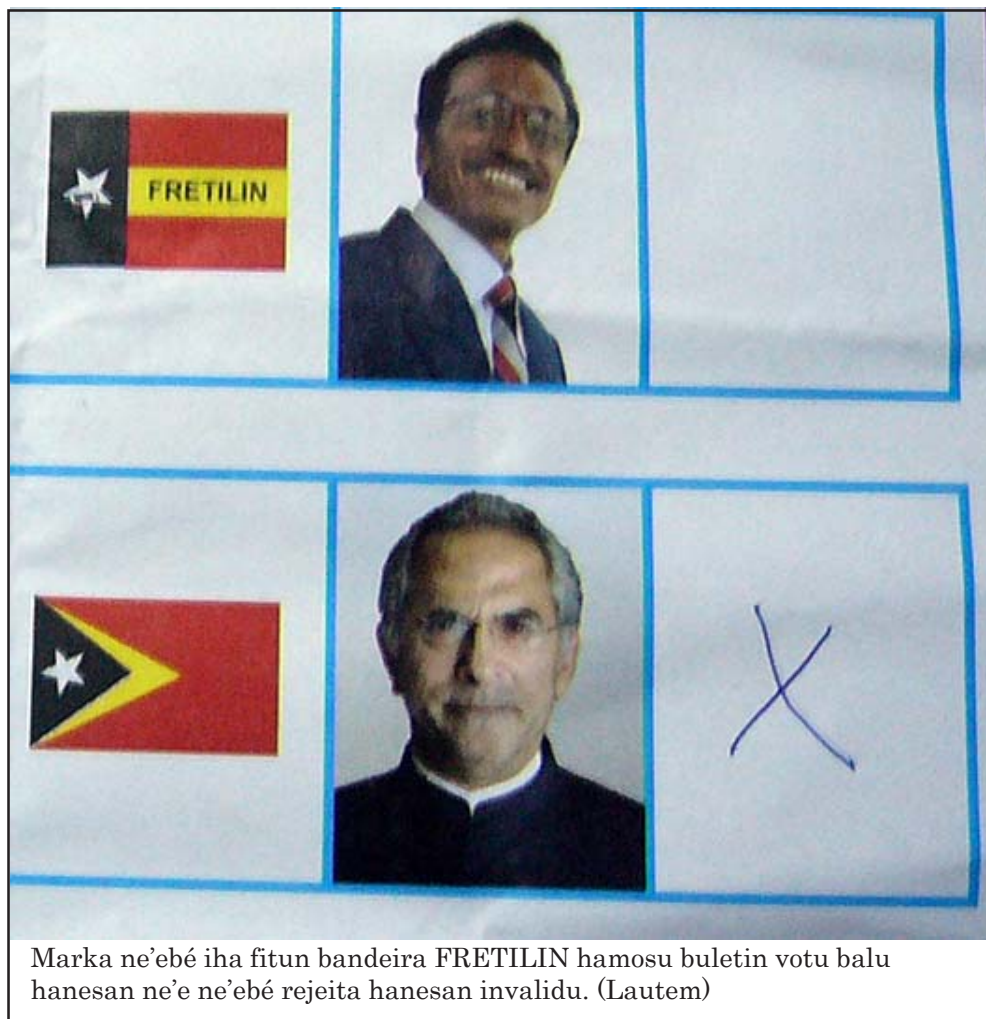 FRETILIN
Marka ne'ebé iha fitun bandeira FRETILIN hamosu buletin votu balu
hanesan ne'e ne'ebé rejeita hanesan invalidu. (Lautem)